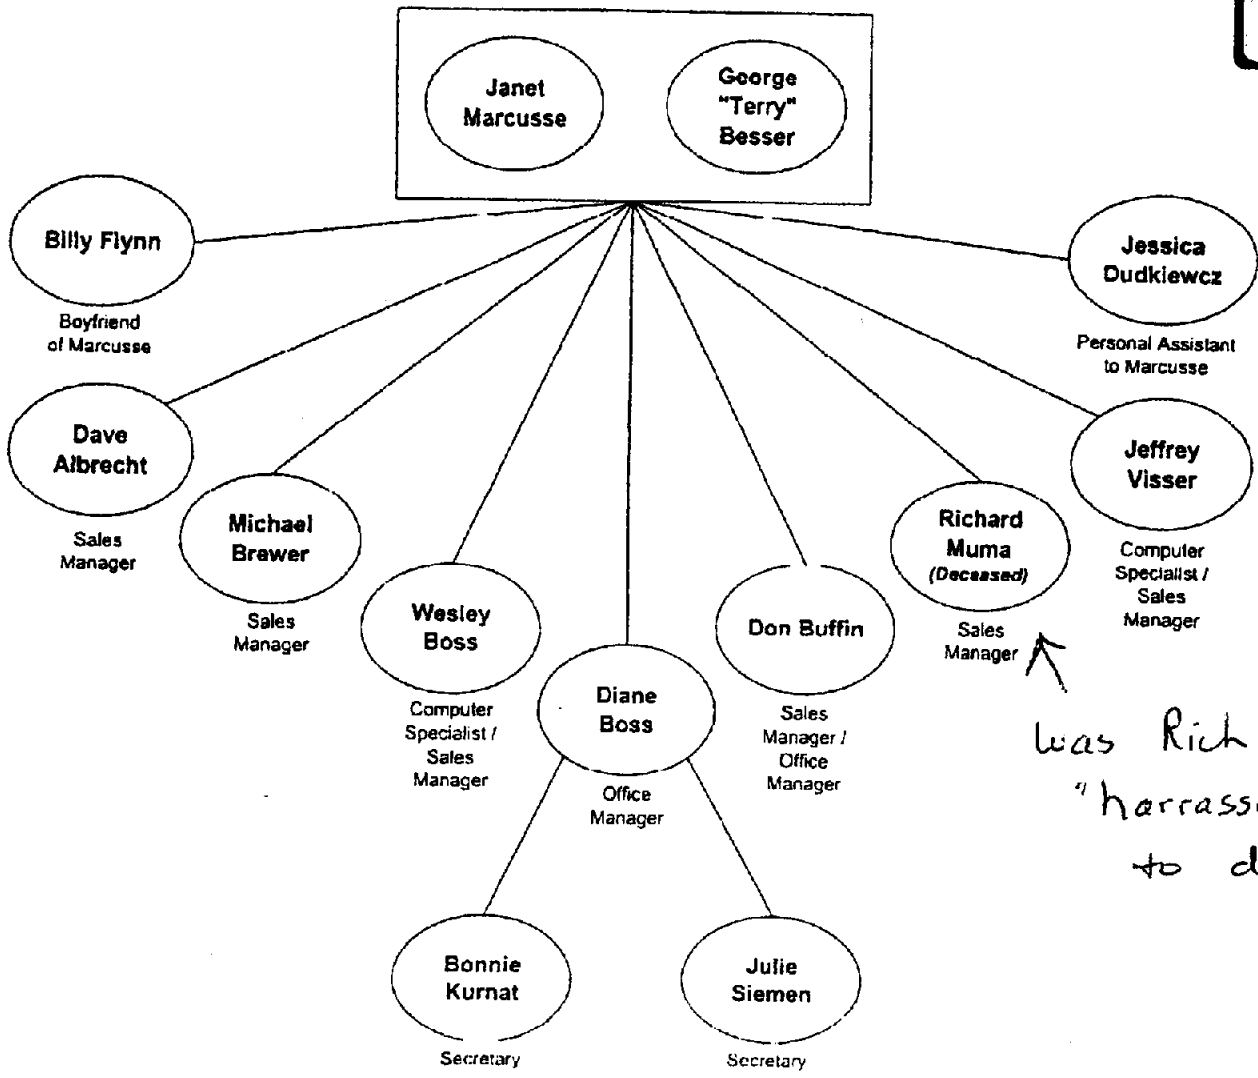 Janet
Marcusse
George
"Terry"
Besser
Billy Flynn
Boyfriend
of Marcusse
Jessica
Dudkiewcz
Personal Assistant
to Marcusse
Dave
Albrecht
Sales
Manager
Michael
Brewer
Sales
Manager
Wesley
Boss
Computer
Specialist /
Sales
Manager
Diane
Boss
Office
Manager
Don Buffin
Sales
Manager /
Office
Manager
Richard
Muma
(Deceased)
Sales
Manager
Jeffrey
Visser
Computer
Specialist /
Sales
Manager
was Rich
"harrass
to d
Bonnie
Kurnat
Secretary
Julie
Siemen
Secretary